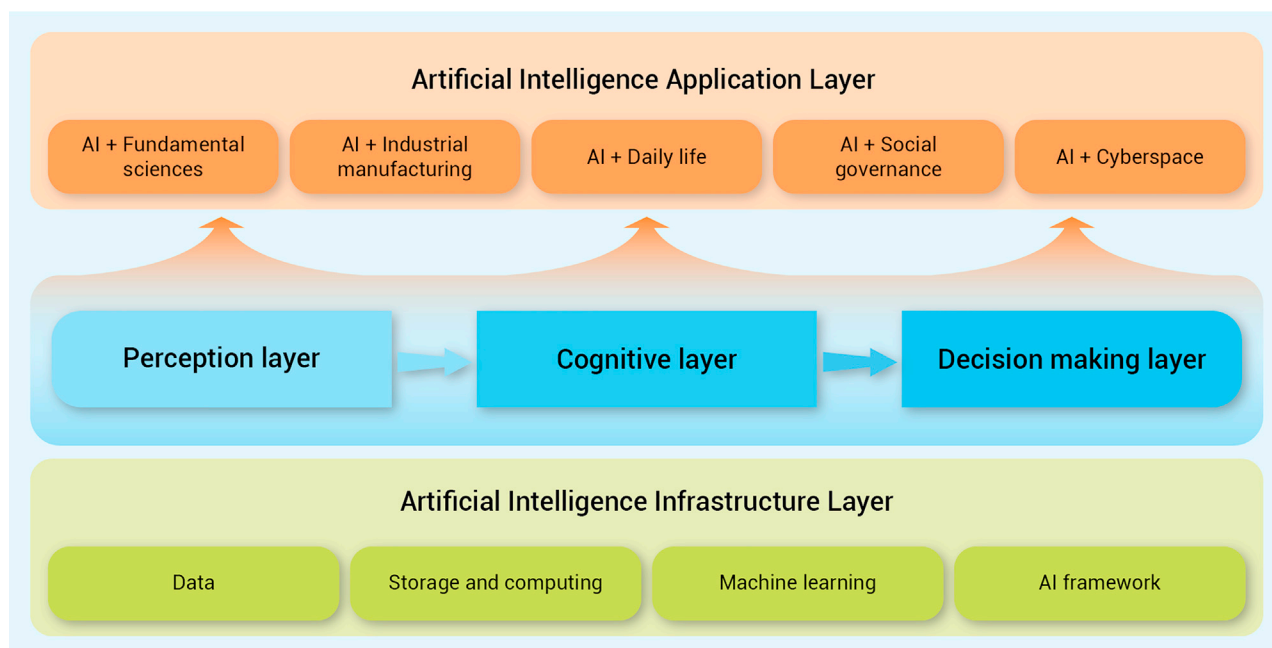 Artificial Intelligence Application Layer
AI + Fundamental
sciences
AI + Industrial
manufacturing
AI + Daily life
AI + Social
governance
AI + Cyberspace
Perception layer
Cognitive layer
Decision making layer
Artificial Intelligence Infrastructure Layer
Data
Storage and computing
Machine learning
AI framework